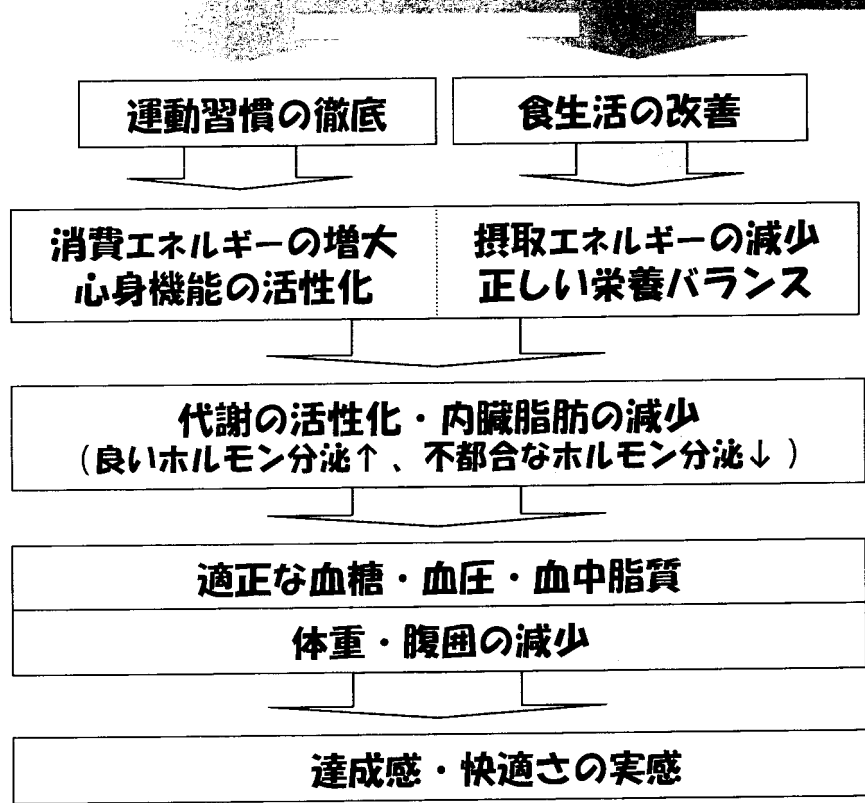 運動習慣の徹底
食生活の改善
消費エネルギーの増大
心身機能の活性化
摂取エネルギーの減少
正しい栄養バランス
代謝の活性化・内臓脂肪の減少
（良いホルモン分泌↑、不都合なホルモン分泌↓）
適正な血糖・血圧・血中脂質
体重・腹囲の減少
達成感・快適さの実感